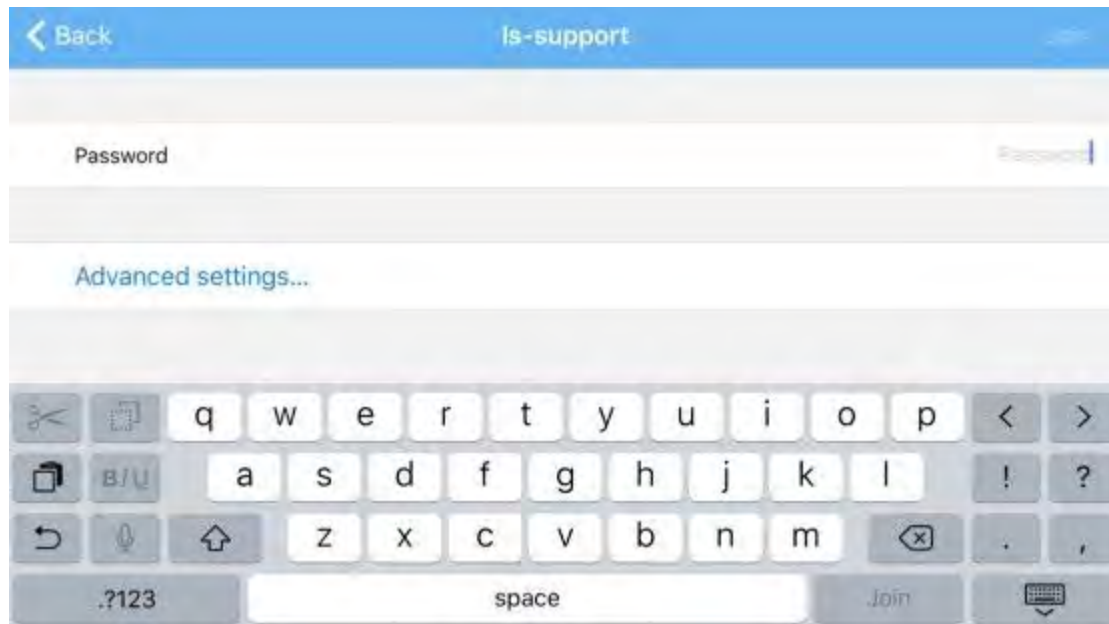 Back ls-support
Password Password
Advanced settings...
q w e r t y u i o p < >
B/U a s d f g h j k l ! ?
z x c v b n m . ,
.?123 space Join